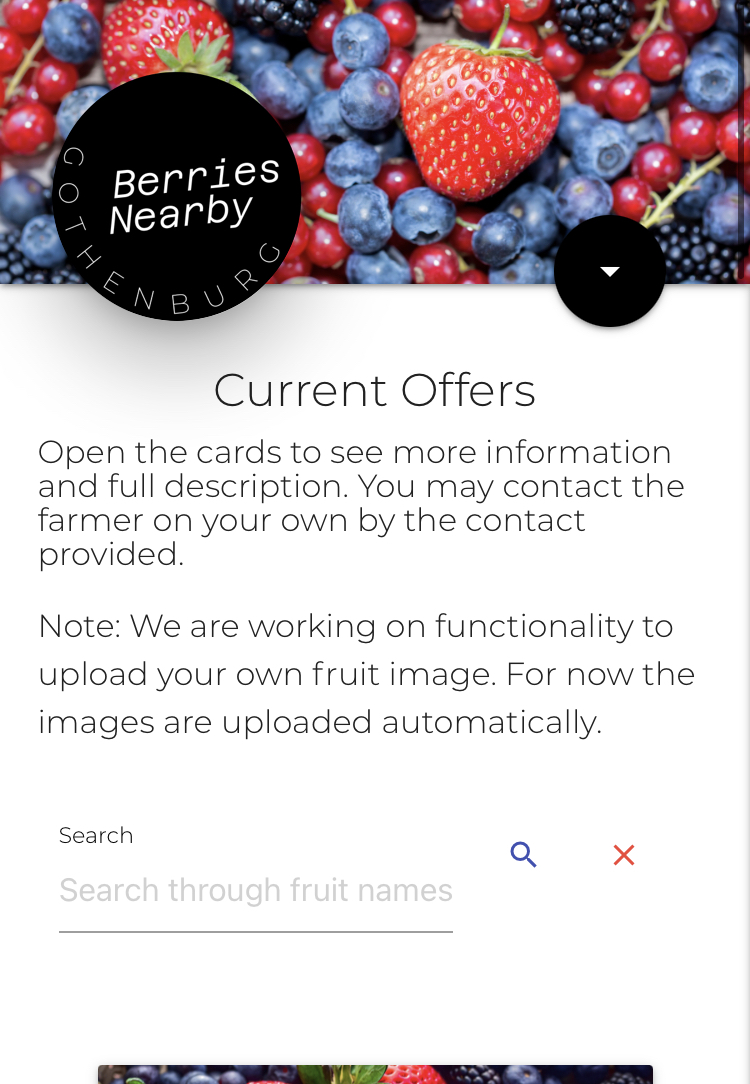 Berries
Nearby
GOTHENBURG
Current Offers
Open the cards to see more information
and full description. You may contact the
farmer on your own by the contact
provided.
Note: We are working on functionality to
upload your own fruit image. For now the
images are uploaded automatically.
Search
Search through fruit names